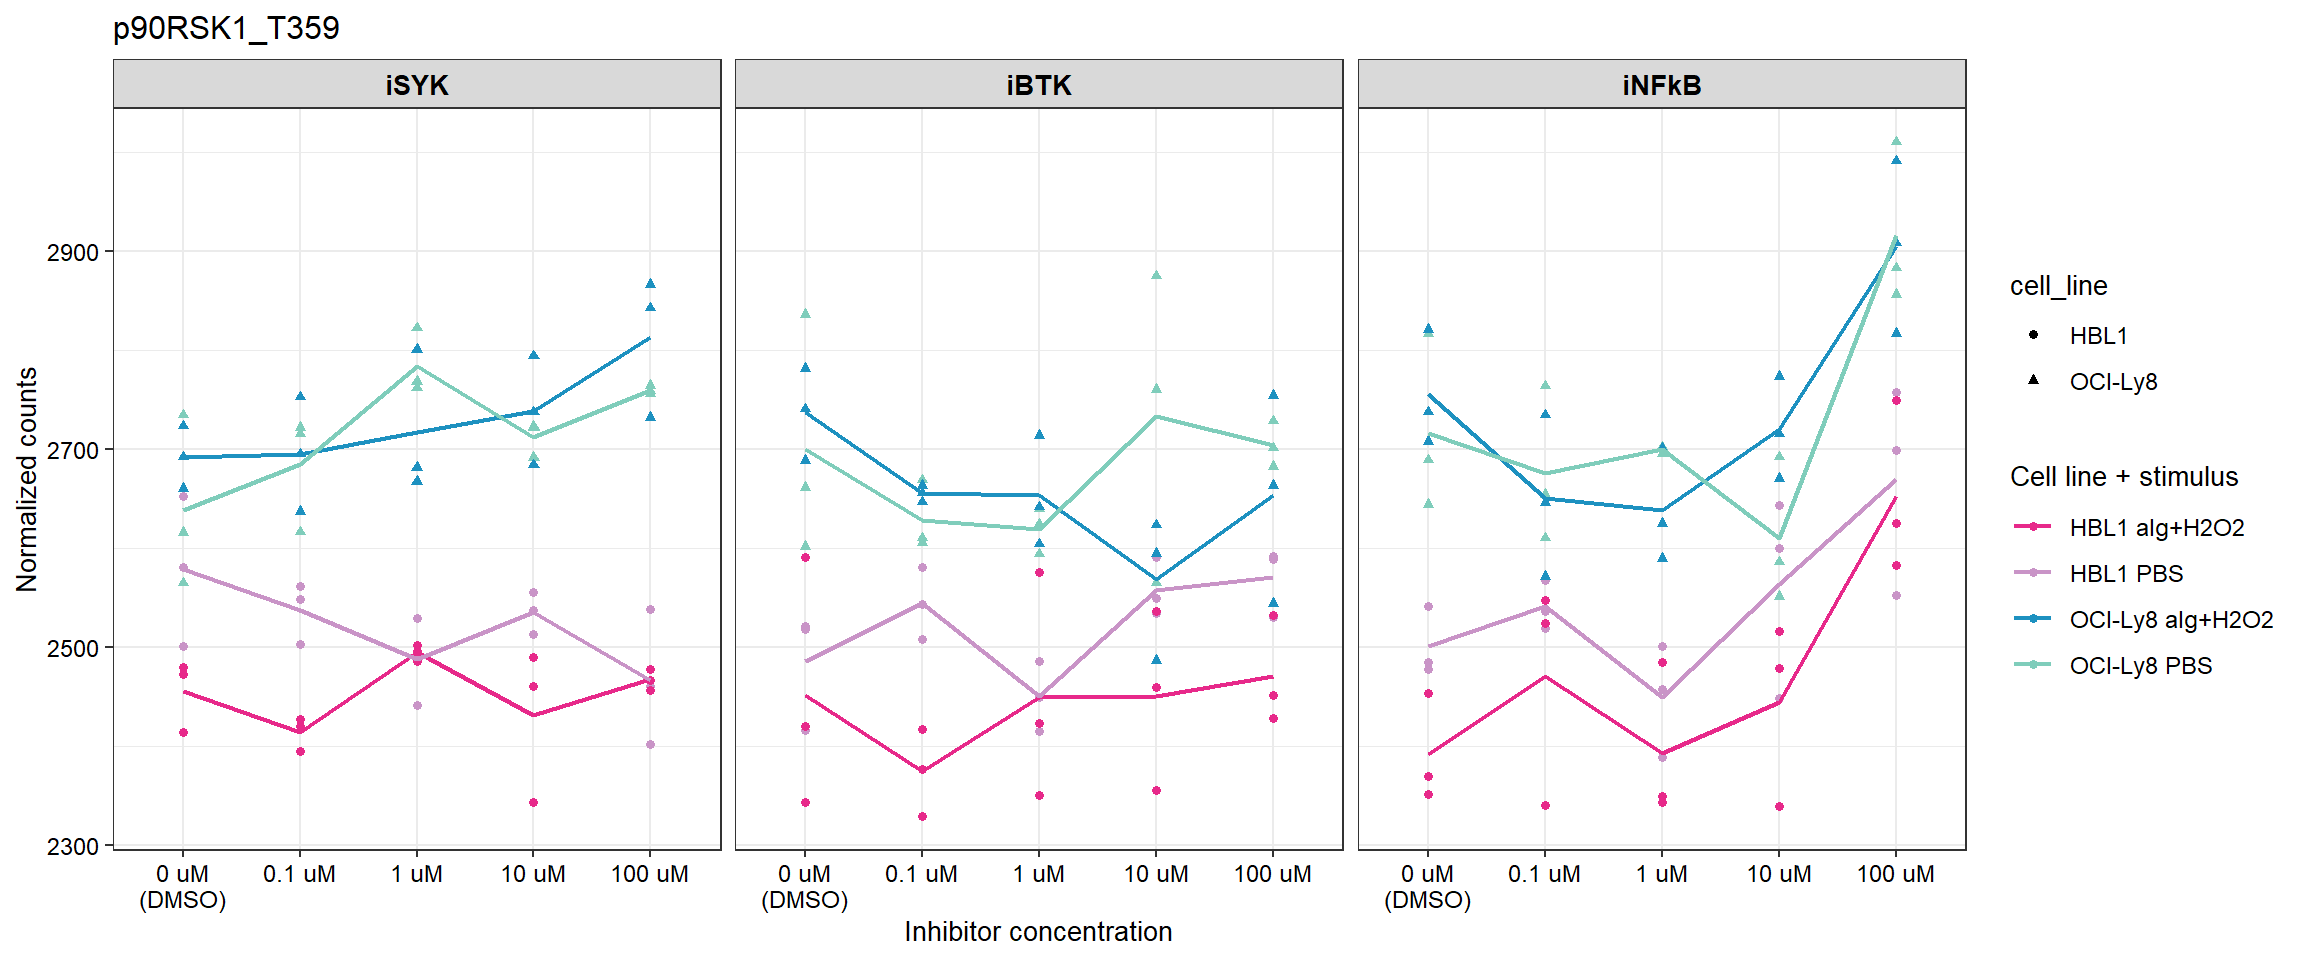 p90RSK1_T359
iSYK
iBTK
iNFkB
Normalized counts
2900
2700
2500
2300
0 uM
(DMSO)
0.1 uM
1 uM
10 uM
100 uM
0 uM
(DMSO)
0.1 uM
1 uM
10 uM
100 uM
0 uM
(DMSO)
0.1 uM
1 uM
10 uM
100 uM
Inhibitor concentration
cell_line
HBL1
OCI-Ly8
Cell line + stimulus
HBL1 aIg+H2O2
HBL1 PBS
OCI-Ly8 aIg+H2O2
OCI-Ly8 PBS